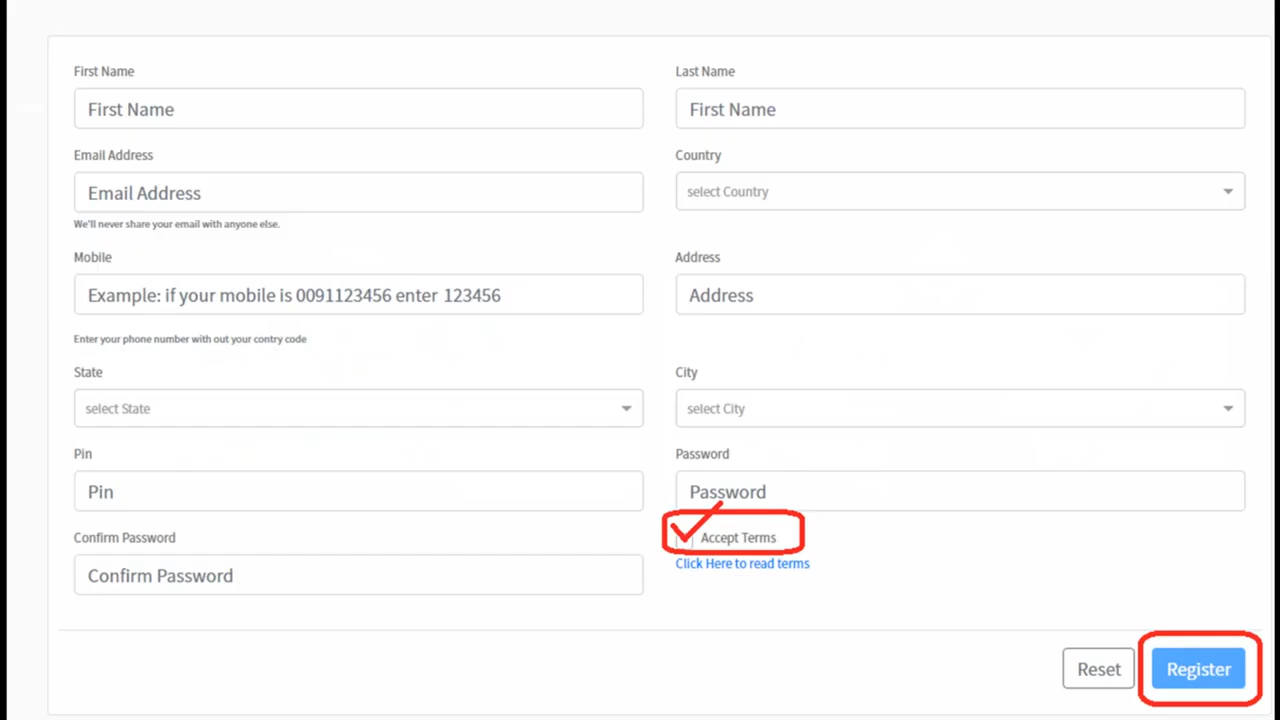 First Name
Last Name
First Name
First Name
Email Address
Country
Email Address
select Country
We'll never share your email with anyone else.
Mobile
Address
Example: if your mobile is 0091123456 enter 123456
Address
Enter your phone number with out your contry code
State
City
select State
select City
Pin
Password
Pin
Password
Confirm Password
Accept Terms
Click Here to read terms
Confirm Password
Reset
Register